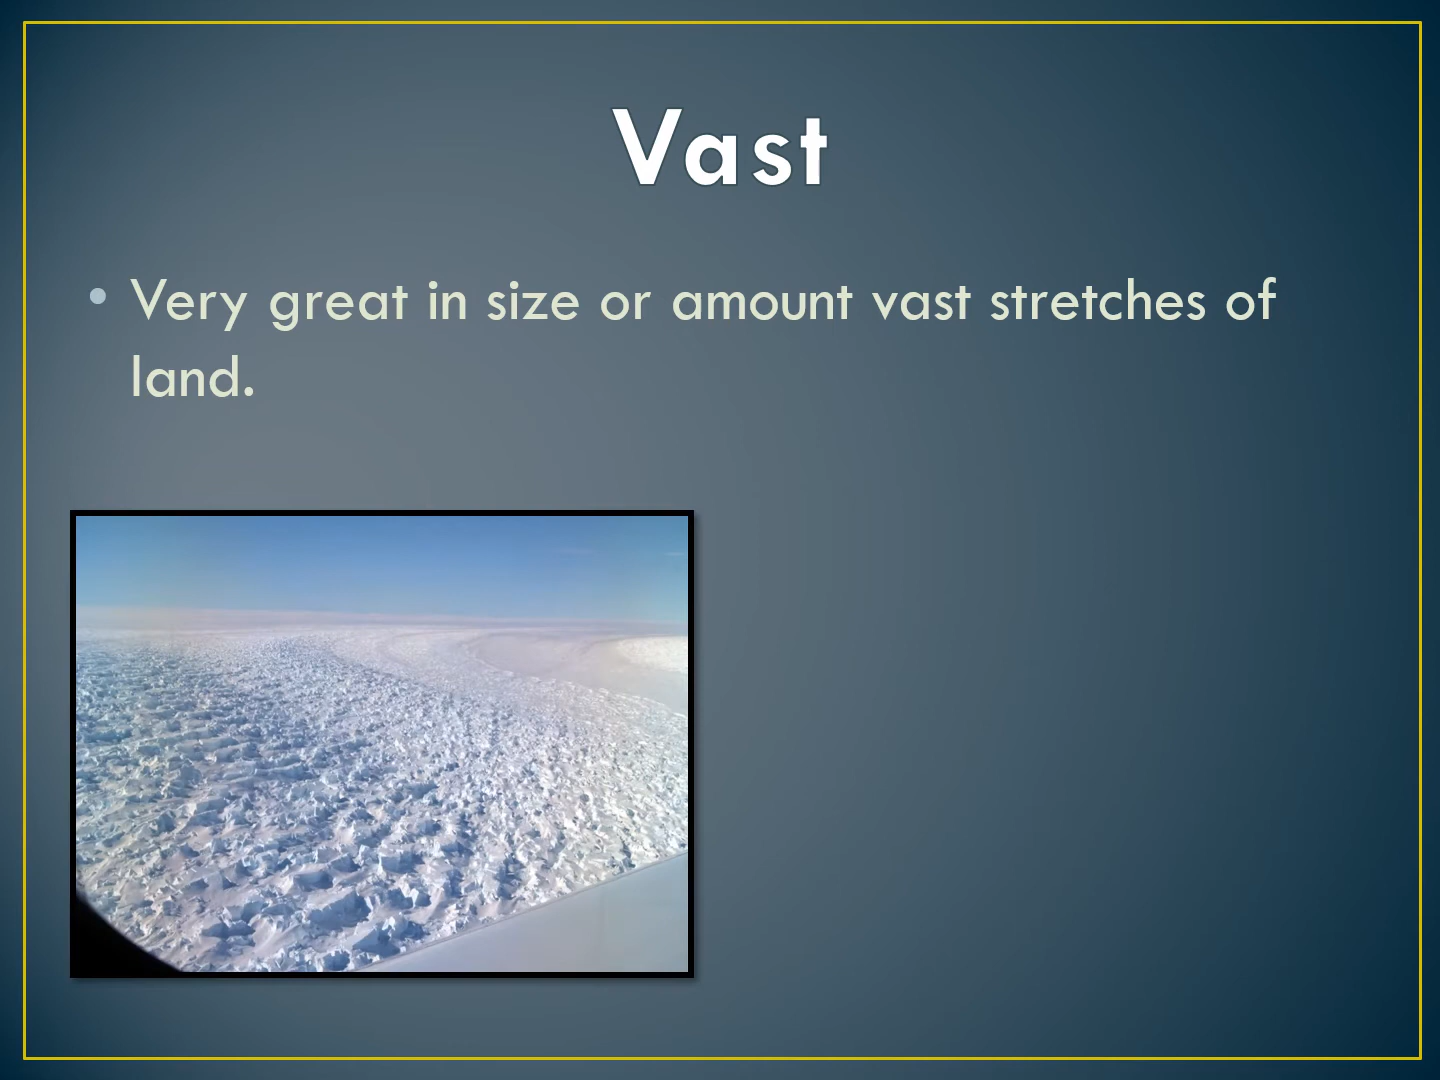 Vast
• Very great in size or amount vast stretches of
land.